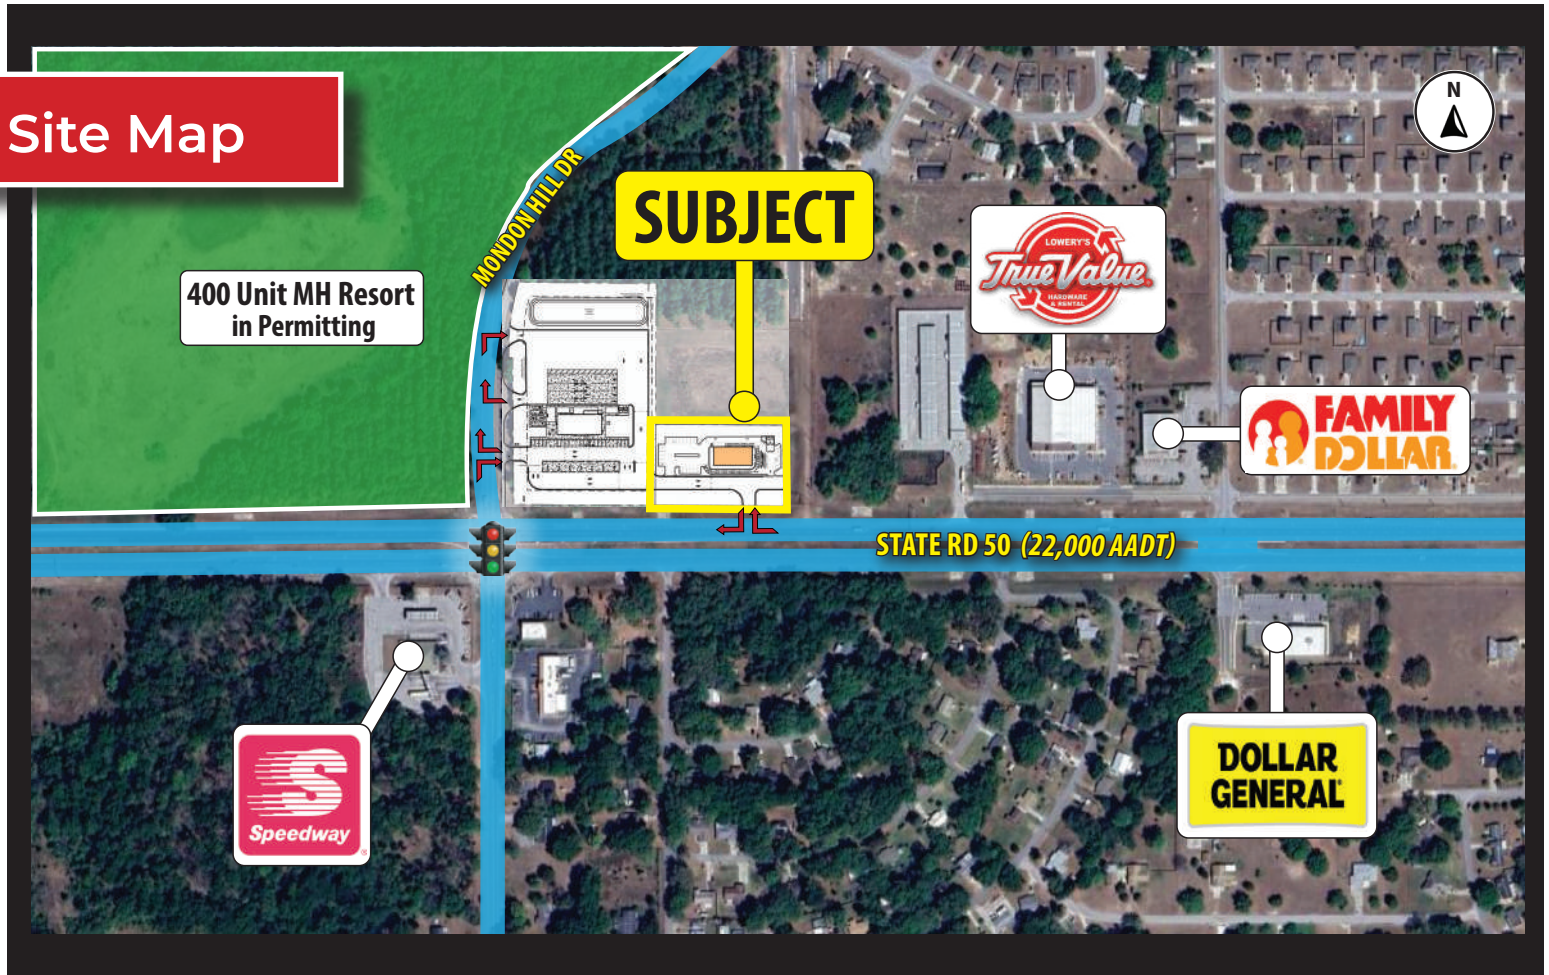 Site Map
N
MONDON HILL DR
SUBJECT
LOWERY'S
True Value.
HARDWARE
& RENTAL
400 Unit MH Resort
in Permitting
FAMILY
DOLLAR
STATE RD 50 (22,000 AADT)
DOLLAR
GENERAL
S
Speedway